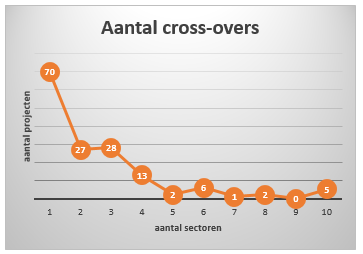 Aantal cross-overs
aantal projecten
70
27
28
13
2
6
1
2
0
5
1 2 3 4 5 6 7 8 9 10
aantal sectoren